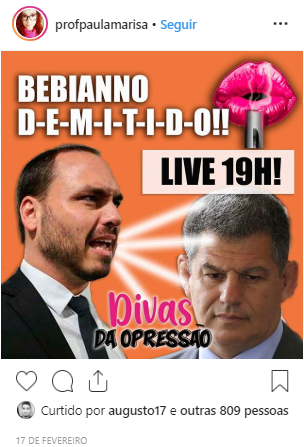 profpaulamarisa • Seguir
BEBIANNO
D-E-M-I-T-I-D-O!!
LIVE 19H!
Divas
DA OPRESSÃO
Curtido por augusto17 e outras 809 pessoas
17 DE FEVEREIRO